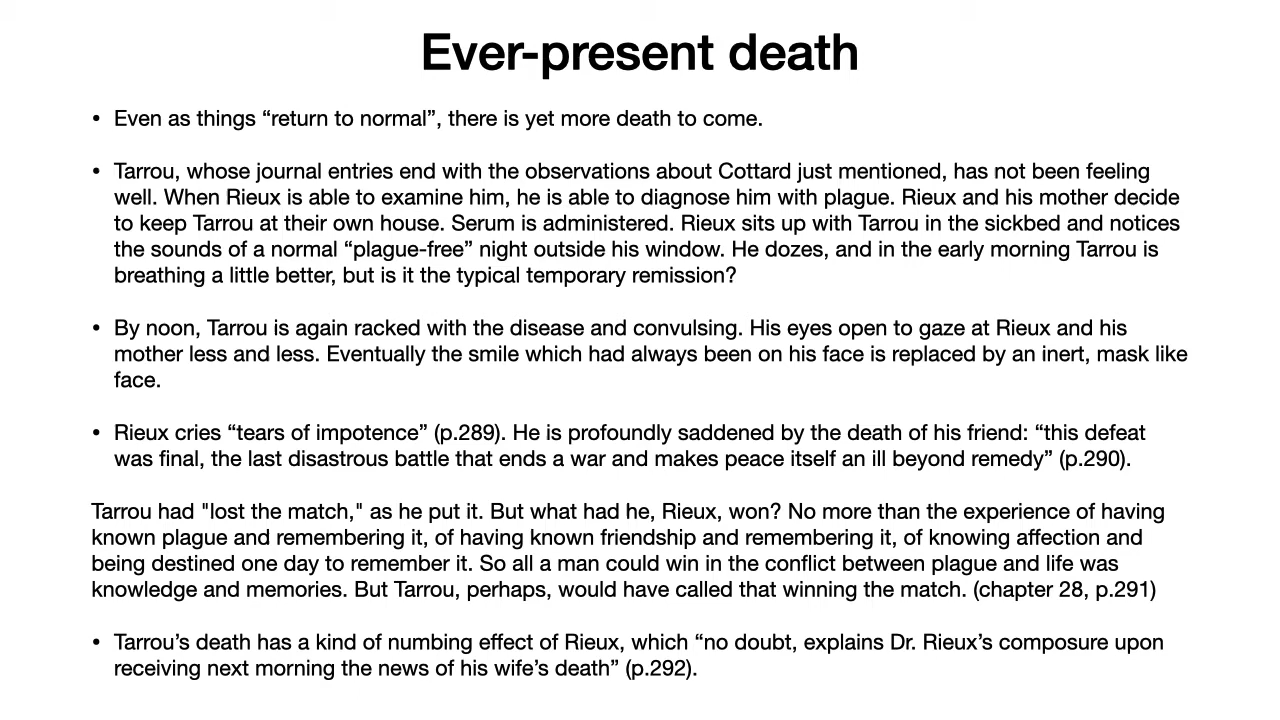 Ever-present death
• Even as things “return to normal”, there is yet more death to come.
• Tarrou, whose journal entries end with the observations about Cottard just mentioned, has not been feeling
well. When Rieux is able to examine him, he is able to diagnose him with plague. Rieux and his mother decide
to keep Tarrou at their own house. Serum is administered. Rieux sits up with Tarrou in the sickbed and notices
the sounds of a normal “plague-free” night outside his window. He dozes, and in the early morning Tarrou is
breathing a little better, but is it the typical temporary remission?
• By noon, Tarrou is again racked with the disease and convulsing. His eyes open to gaze at Rieux and his
mother less and less. Eventually the smile which had always been on his face is replaced by an inert, mask like
face.
• Rieux cries “tears of impotence” (p.289). He is profoundly saddened by the death of his friend: “this defeat
was final, the last disastrous battle that ends a war and makes peace itself an ill beyond remedy” (p.290).
Tarrou had "lost the match," as he put it. But what had he, Rieux, won? No more than the experience of having
known plague and remembering it, of having known friendship and remembering it, of knowing affection and
being destined one day to remember it. So all a man could win in the conflict between plague and life was
knowledge and memories. But Tarrou, perhaps, would have called that winning the match. (chapter 28, p.291)
• Tarrou’s death has a kind of numbing effect of Rieux, which “no doubt, explains Dr. Rieux’s composure upon
receiving next morning the news of his wife’s death” (p.292).